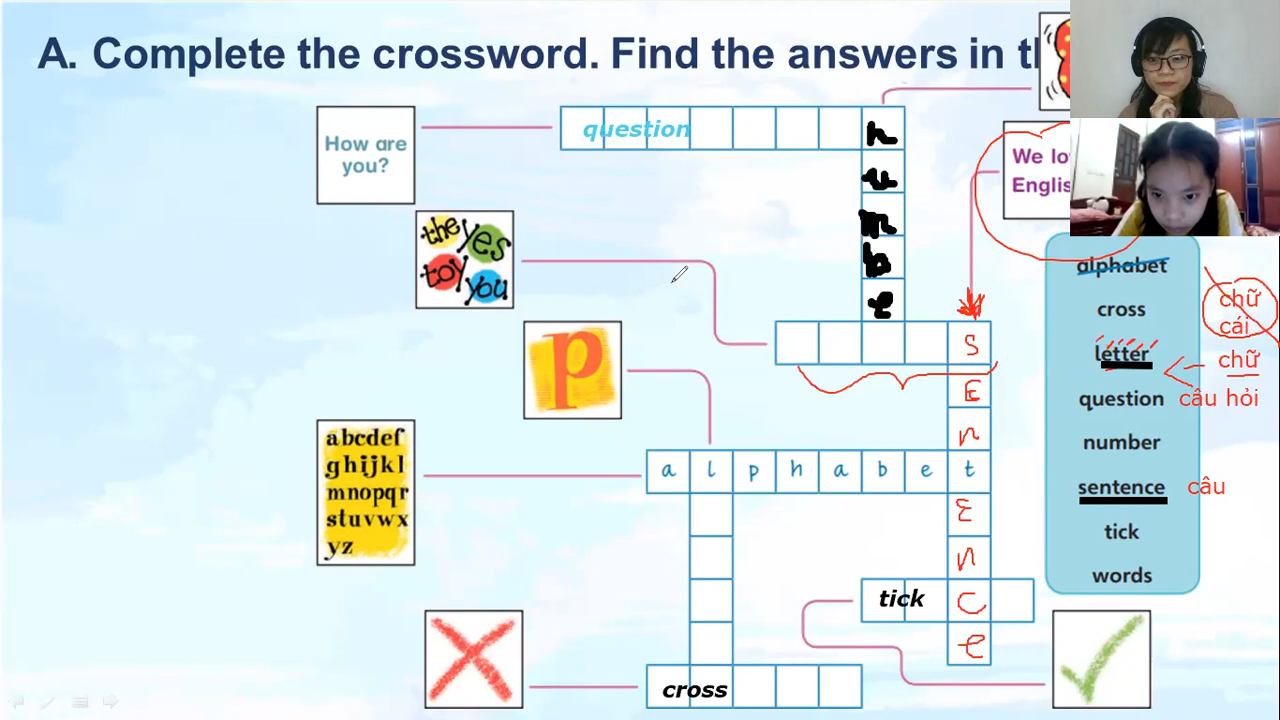 A. Complete the crossword. Find the answers in
How are
you?
question
n
u
m
b
e
We lo
Englis
the yes
toy you
p
alphabet
cross
letter
question
number
sentence
tick
words
chữ
cái
chữ
câu hỏi
câu
S
E
n
a l p h a b e t
E
n
tick
C
e
abcdef
ghijkl
mnopqr
stuvwx
yz
cross